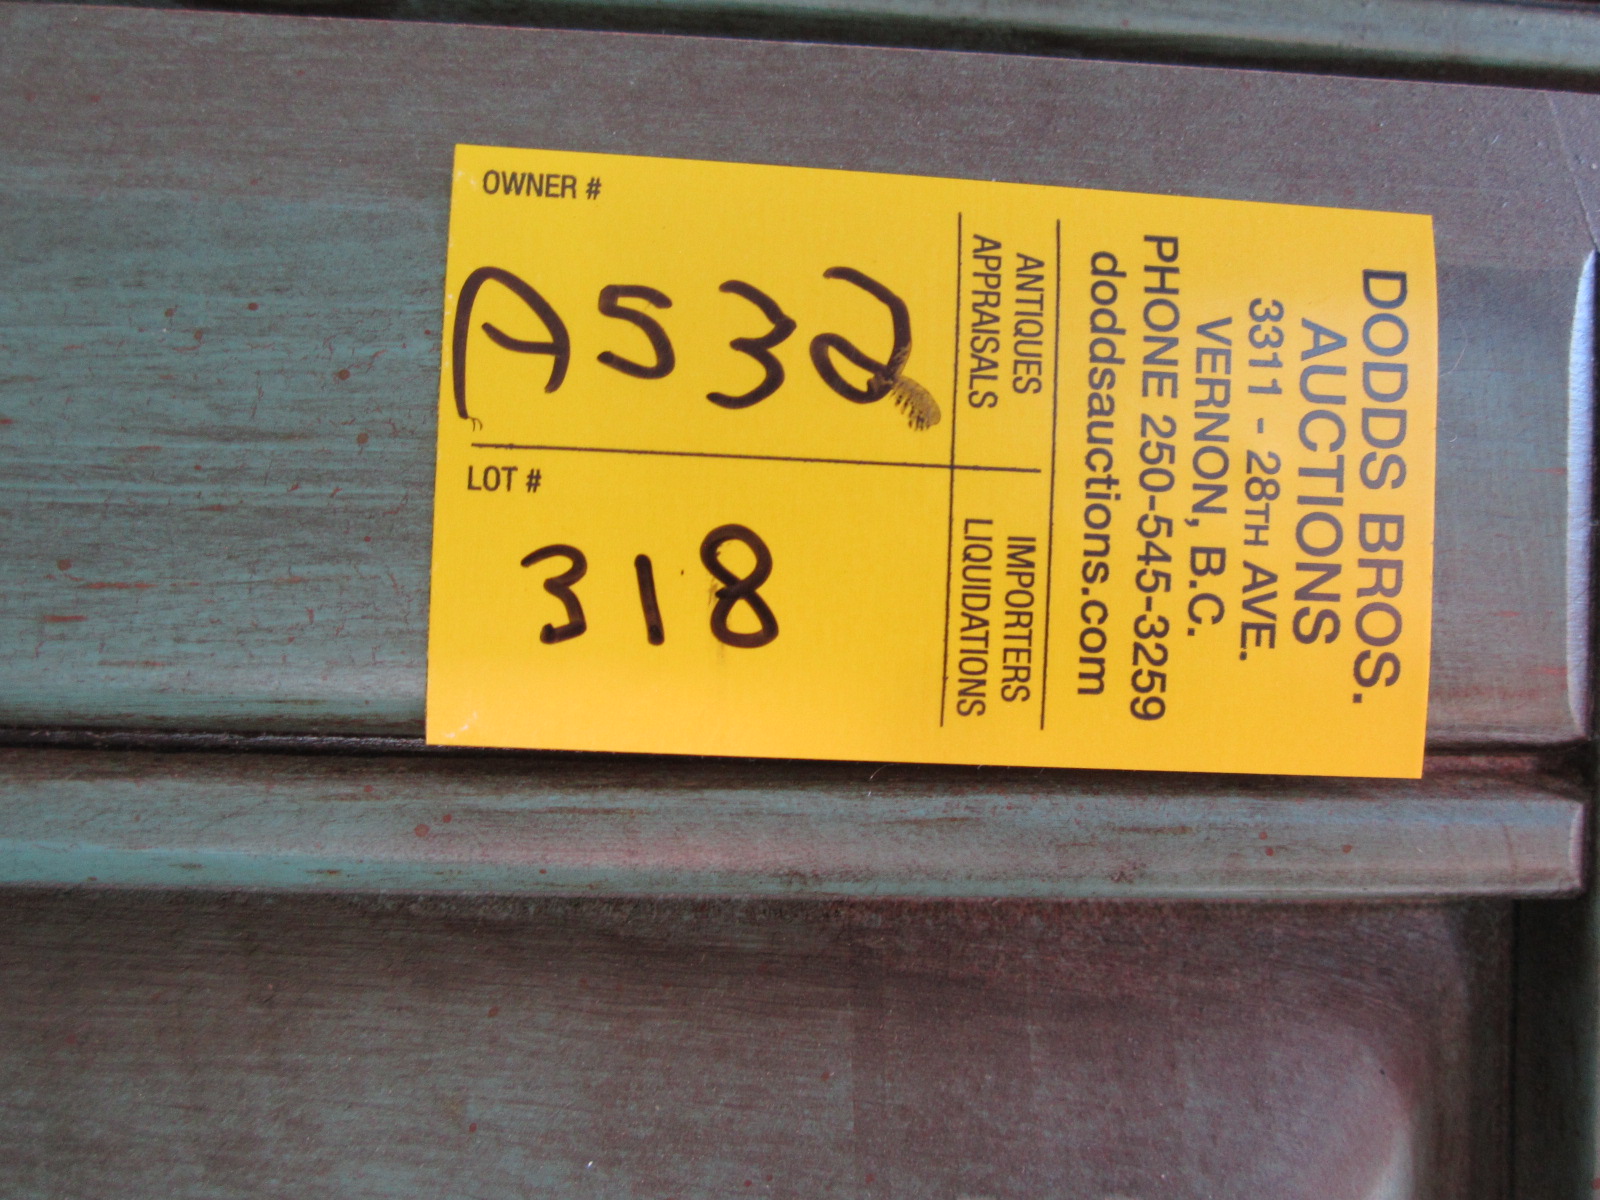 DODDS BROS.
AUCTIONS
3311 - 28TH AVE.
VERNON, B.C.
PHONE 250-545-3259
doddsauctions.com
ANTIQUES
APPRAISALS
IMPORTERS
LIQUIDATIONS
OWNER #
A532
LOT #
318